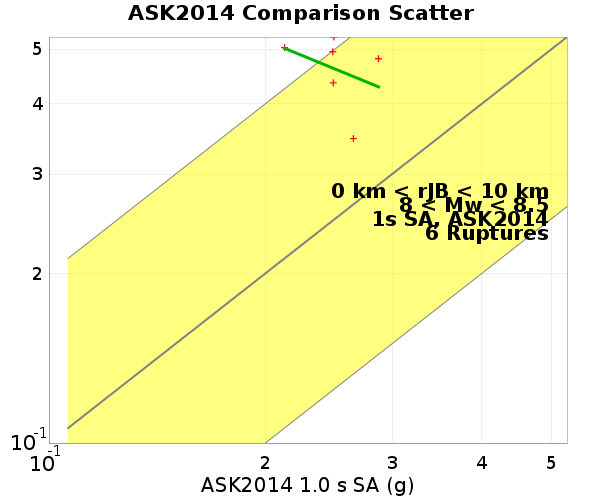 ASK2014 Comparison Scatter
5
4
3
0 km < rJB < 10 km
8 < Mw < 8.5
1s SA, ASK2014
6 Ruptures
2
10-1
10-1
2
3
4
5
ASK2014 1.0 s SA (g)